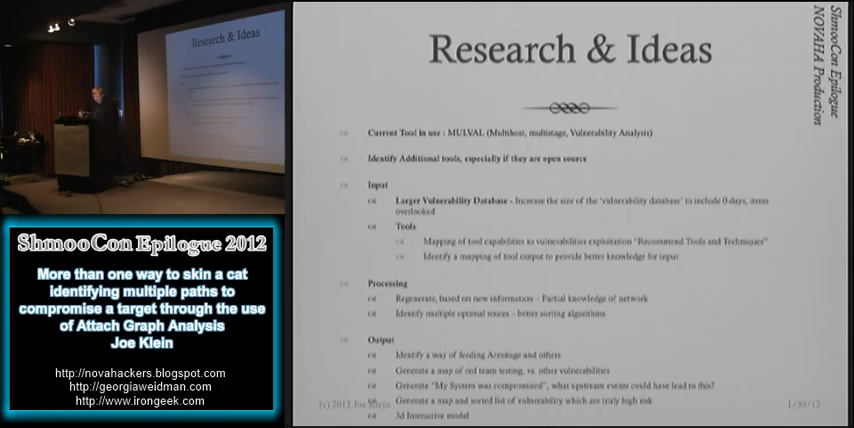 Research & Ideas
ShmooCon Epilogue
NOVAHA Production
Research & Ideas
Current Tool in use : MULVAL (Multihost, multistage, Vulnerability Analysis)
Identify Additional tools, especially if they are open source
Input
Larger Vulnerability Database - Increase the size of the 'vulnerability database' to include 0-days, items
overlooked
Tools
Mapping of tool capabilities to vulnerabilities exploitation "Recommend Tools and Techniques"
Identify a mapping of tool output to provide better knowledge for input
Processing
Regenerate, based on new information – Partial knowledge of network
Identify multiple optimal routes – better sorting algorithms
Output
Identify a way of feeding Armitage and others
Generate a map of red team testing, vs. other vulnerabilities
Generate "My System was compromised", what upstream events could have lead to this?
Generate a map and sorted list of vulnerability which are truly high risk
3d Interactive model
(c) 2012 Joe Klein
1/30/12
ShmooCon Epilogue 2012
More than one way to skin a cat
identifying multiple paths to
compromise a target through the use
of Attach Graph Analysis
Joe Klein
http://novahackers.blogspot.com
http://georgiaweidman.com
http://www.irongeek.com